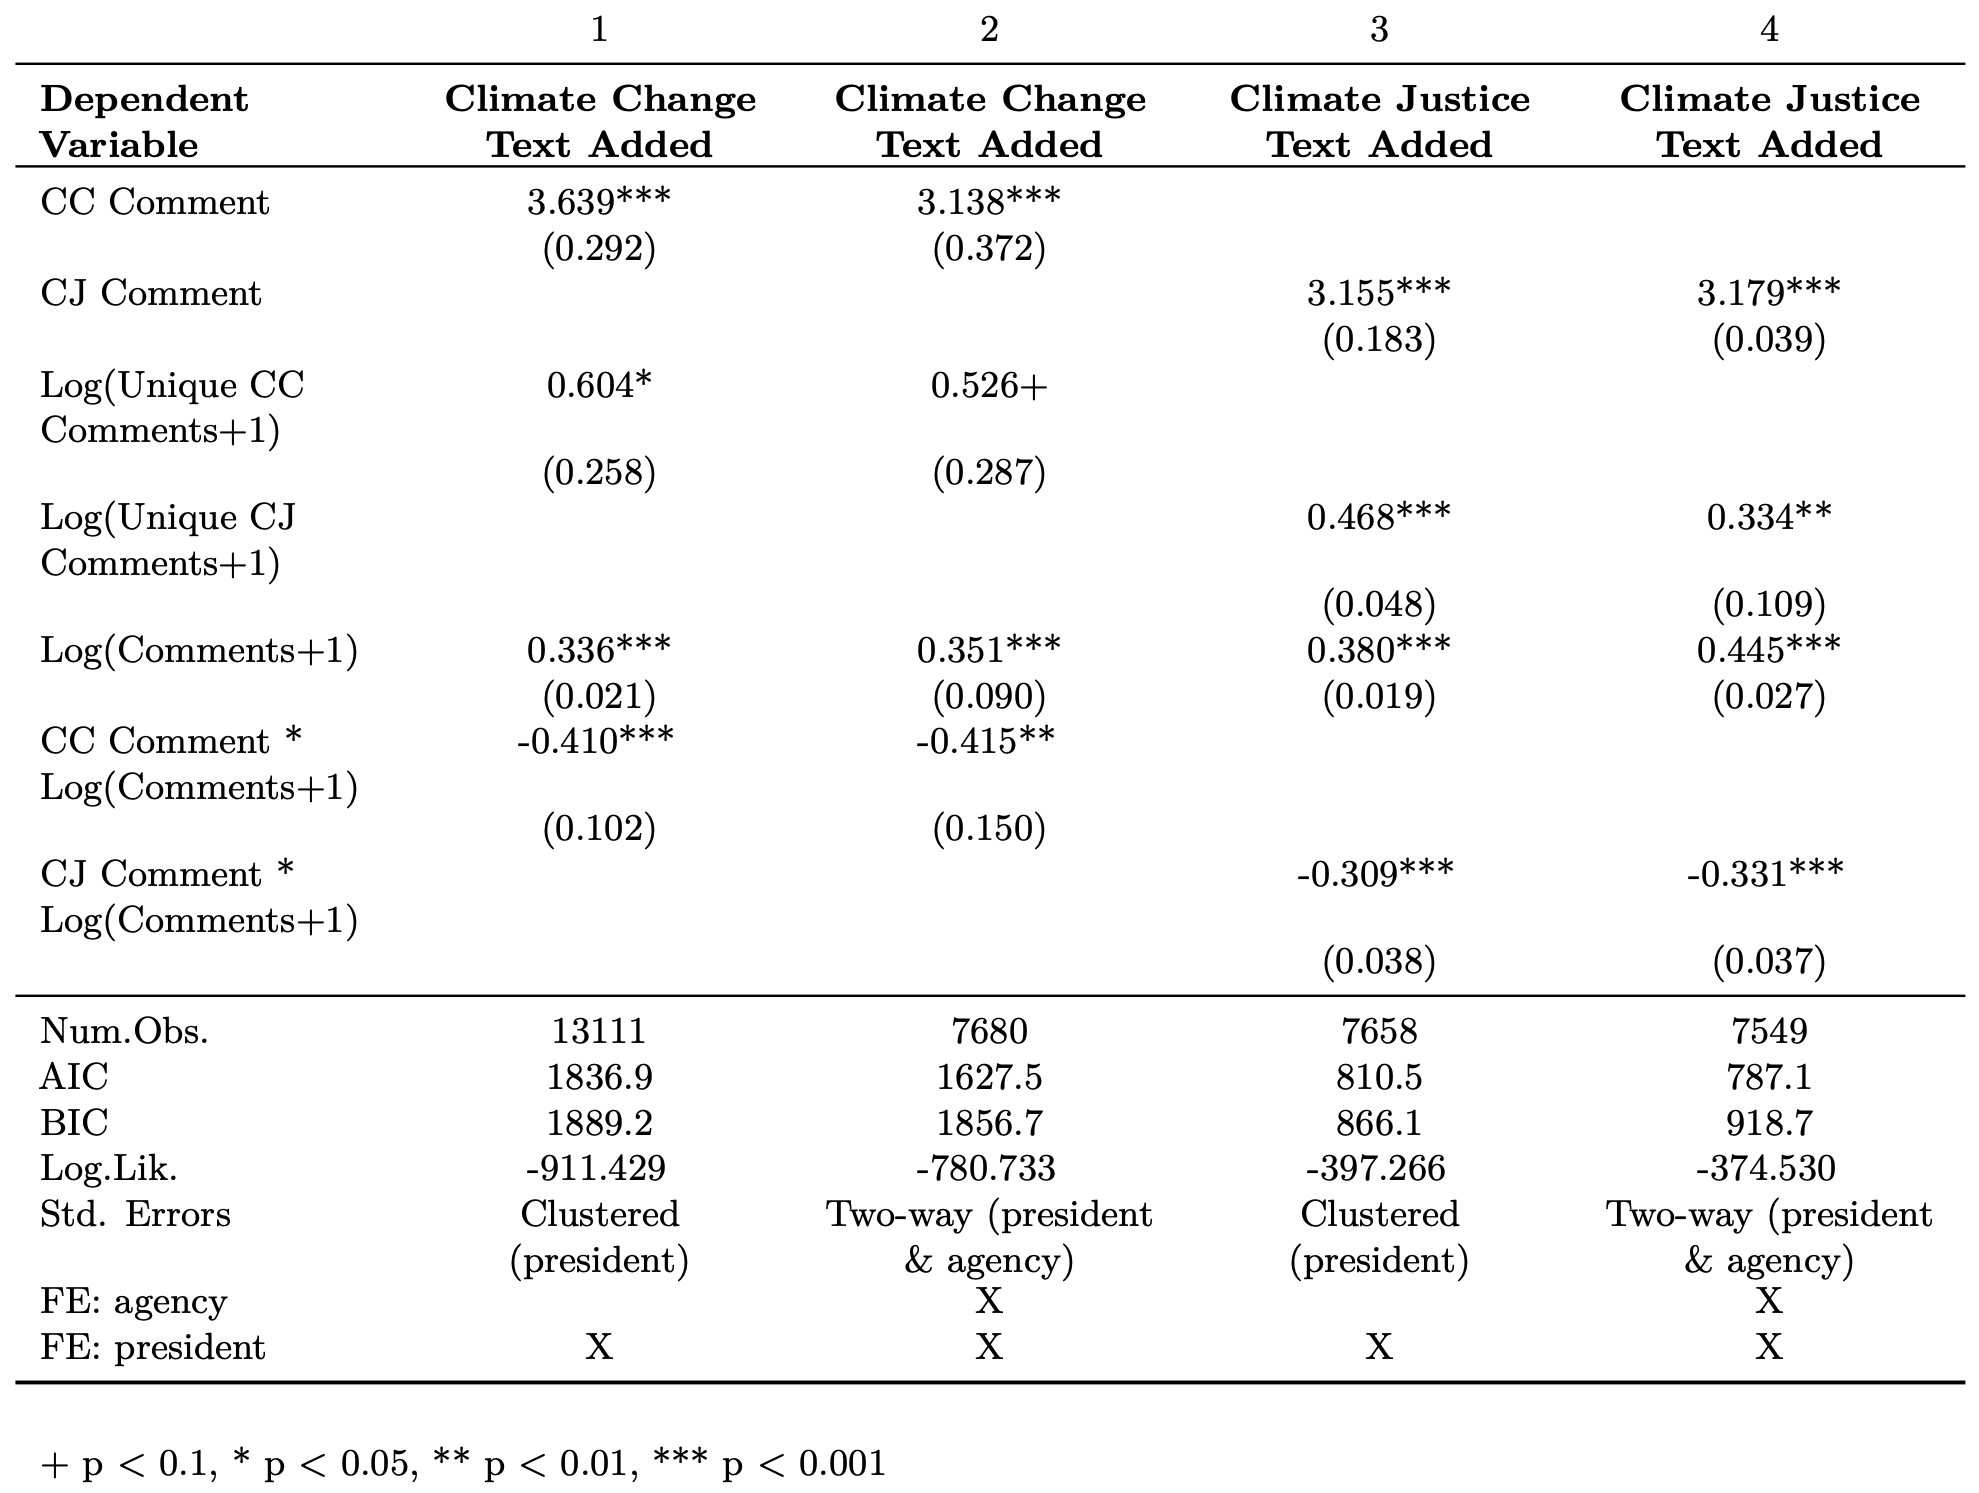 1 2 3 4
Dependent Climate Change Climate Change Climate Justice Climate Justice
Variable Text Added Text Added Text Added Text Added
CC Comment 3.639*** 3.138***
(0.292) (0.372)
CJ Comment 3.155*** 3.179***
(0.183) (0.039)
Log(Unique CC 0.604* 0.526+
Comments+1)
(0.258) (0.287)
Log(Unique CJ 0.468*** 0.334**
Comments+1)
(0.048) (0.109)
Log(Comments+1) 0.336*** 0.351*** 0.380*** 0.445***
(0.021) (0.090) (0.019) (0.027)
CC Comment * -0.410*** -0.415**
Log(Comments+1)
(0.102) (0.150)
CJ Comment * -0.309*** -0.331***
Log(Comments+1)
(0.038) (0.037)
Num.Obs. 13111 7680 7658 7549
AIC 1836.9 1627.5 810.5 787.1
BIC 1889.2 1856.7 866.1 918.7
Log.Lik. -911.429 -780.733 -397.266 -374.530
Std. Errors Clustered Two-way (president Clustered Two-way (president
(president) & agency) (president) & agency)
FE: agency X X
FE: president X X X X
+ p < 0.1, * p < 0.05, ** p < 0.01, *** p < 0.001